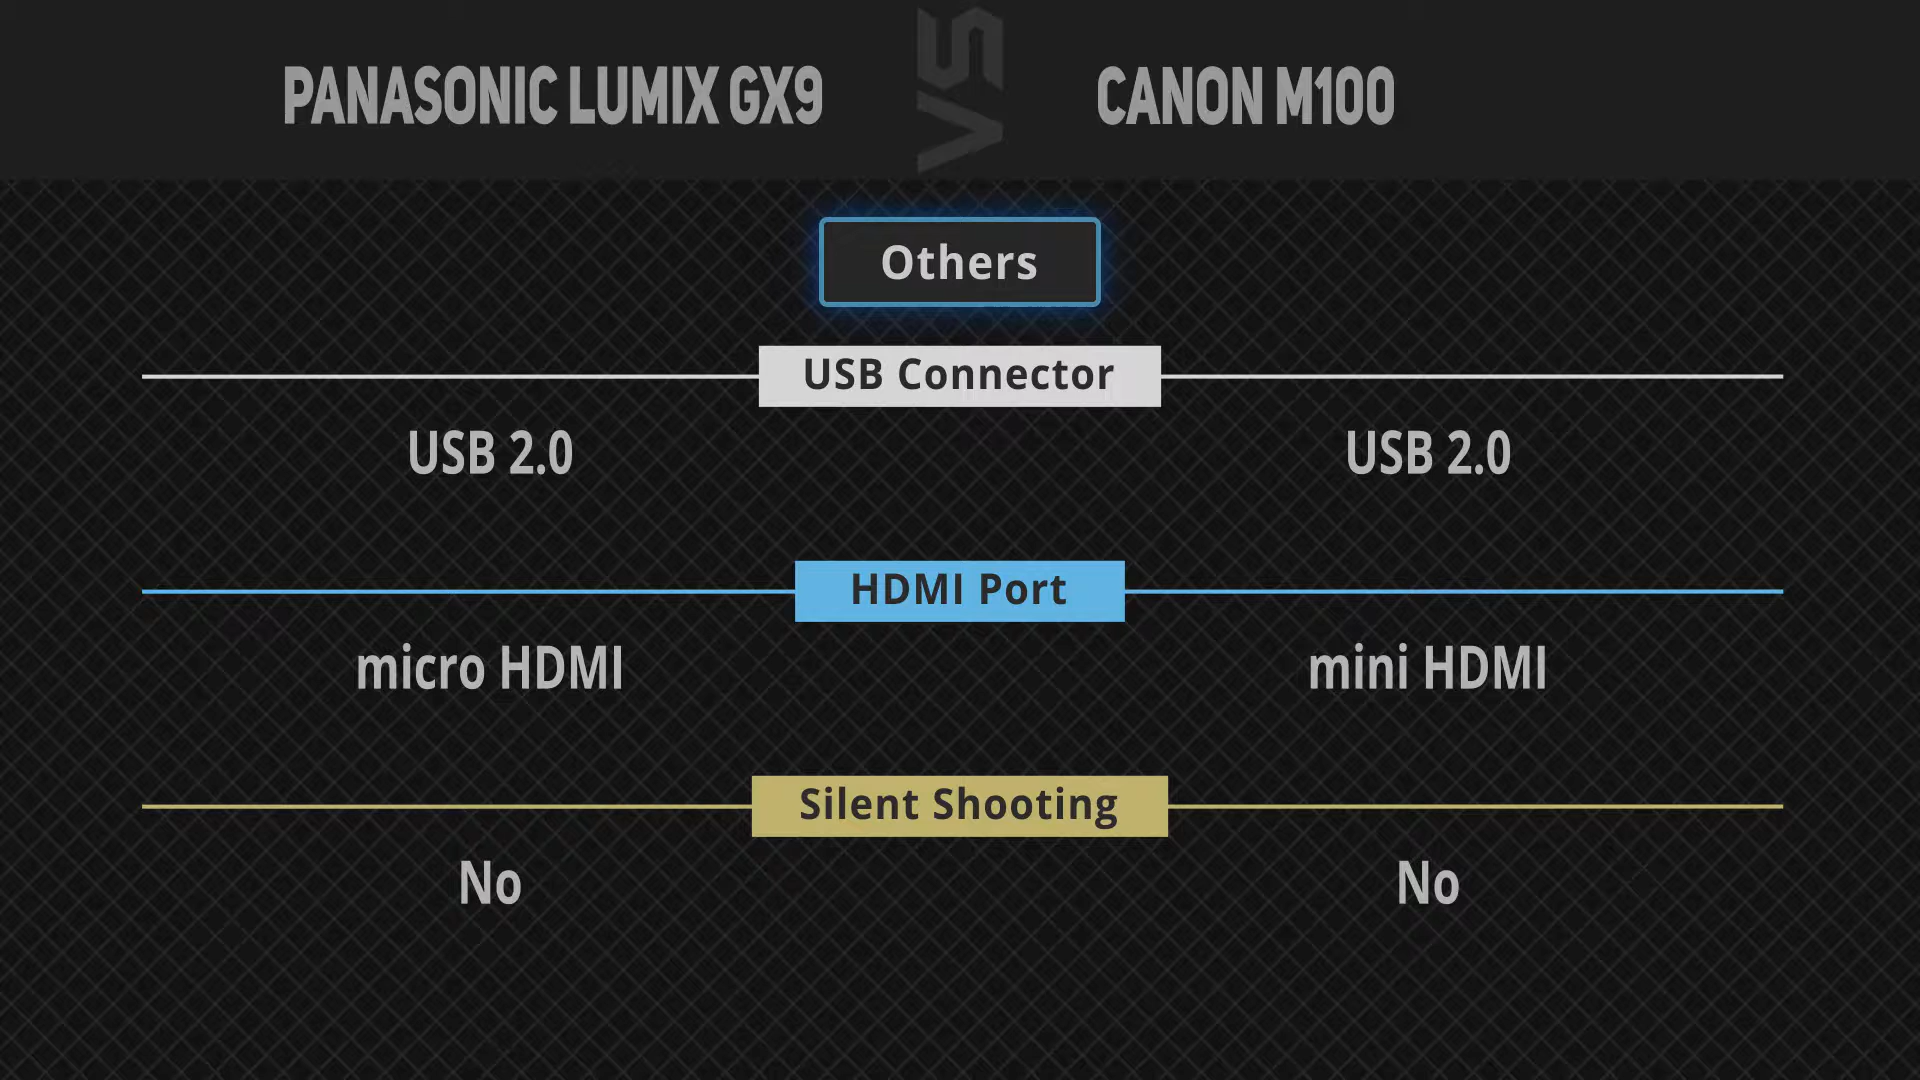 PANASONIC LUMIX GX9
VS
CANON M100
Others
USB Connector
USB 2.0
USB 2.0
HDMI Port
micro HDMI
mini HDMI
Silent Shooting
No
No